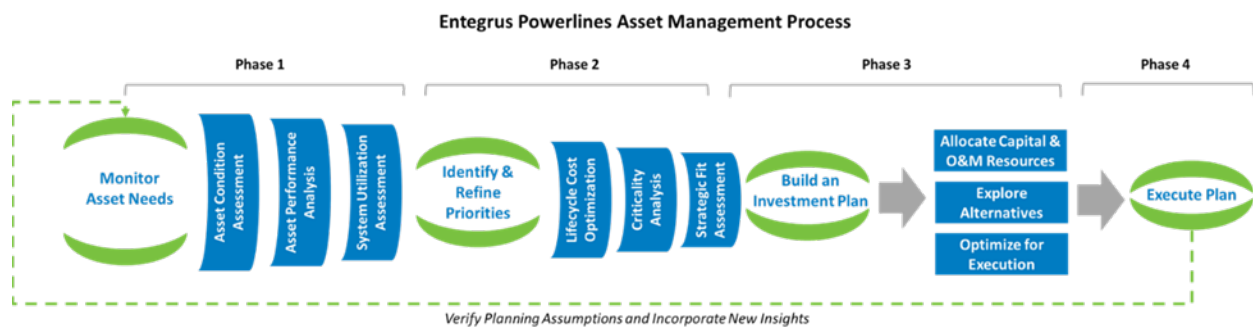 Entegrus Powerlines Asset Management Process
Phase 1
Phase 2
Phase 3
Phase 4
Monitor
Asset Needs
Asset Condition
Assessment
Asset Performance
Analysis
System Utilization
Assessment
Identify &
Refine
Priorities
Lifecycle Cost
Optimization
Criticality
Analysis
Strategic Fit
Assessment
Build an
Investment Plan
Allocate Capital &
O&M Resources
Explore
Alternatives
Optimize for
Execution
Execute Plan
Verify Planning Assumptions and Incorporate New Insights